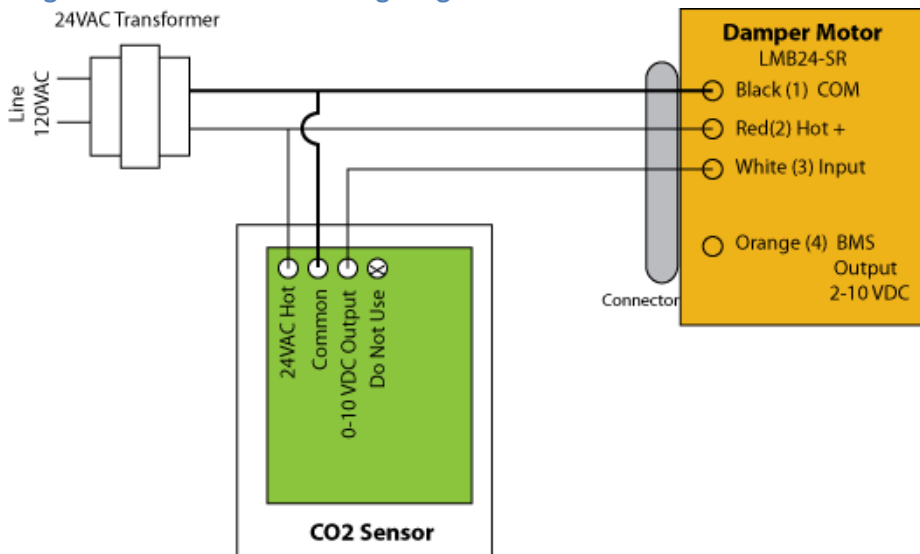 24VAC Transformer
Line
120VAC
Damper Motor
LMB24-SR
Black (1) COM
Red(2) Hot +
White (3) Input
Orange (4) BMS
Output
2-10 VDC
Connector
24VAC Hot
Common
0-10 VDC Output
Do Not Use
CO2 Sensor